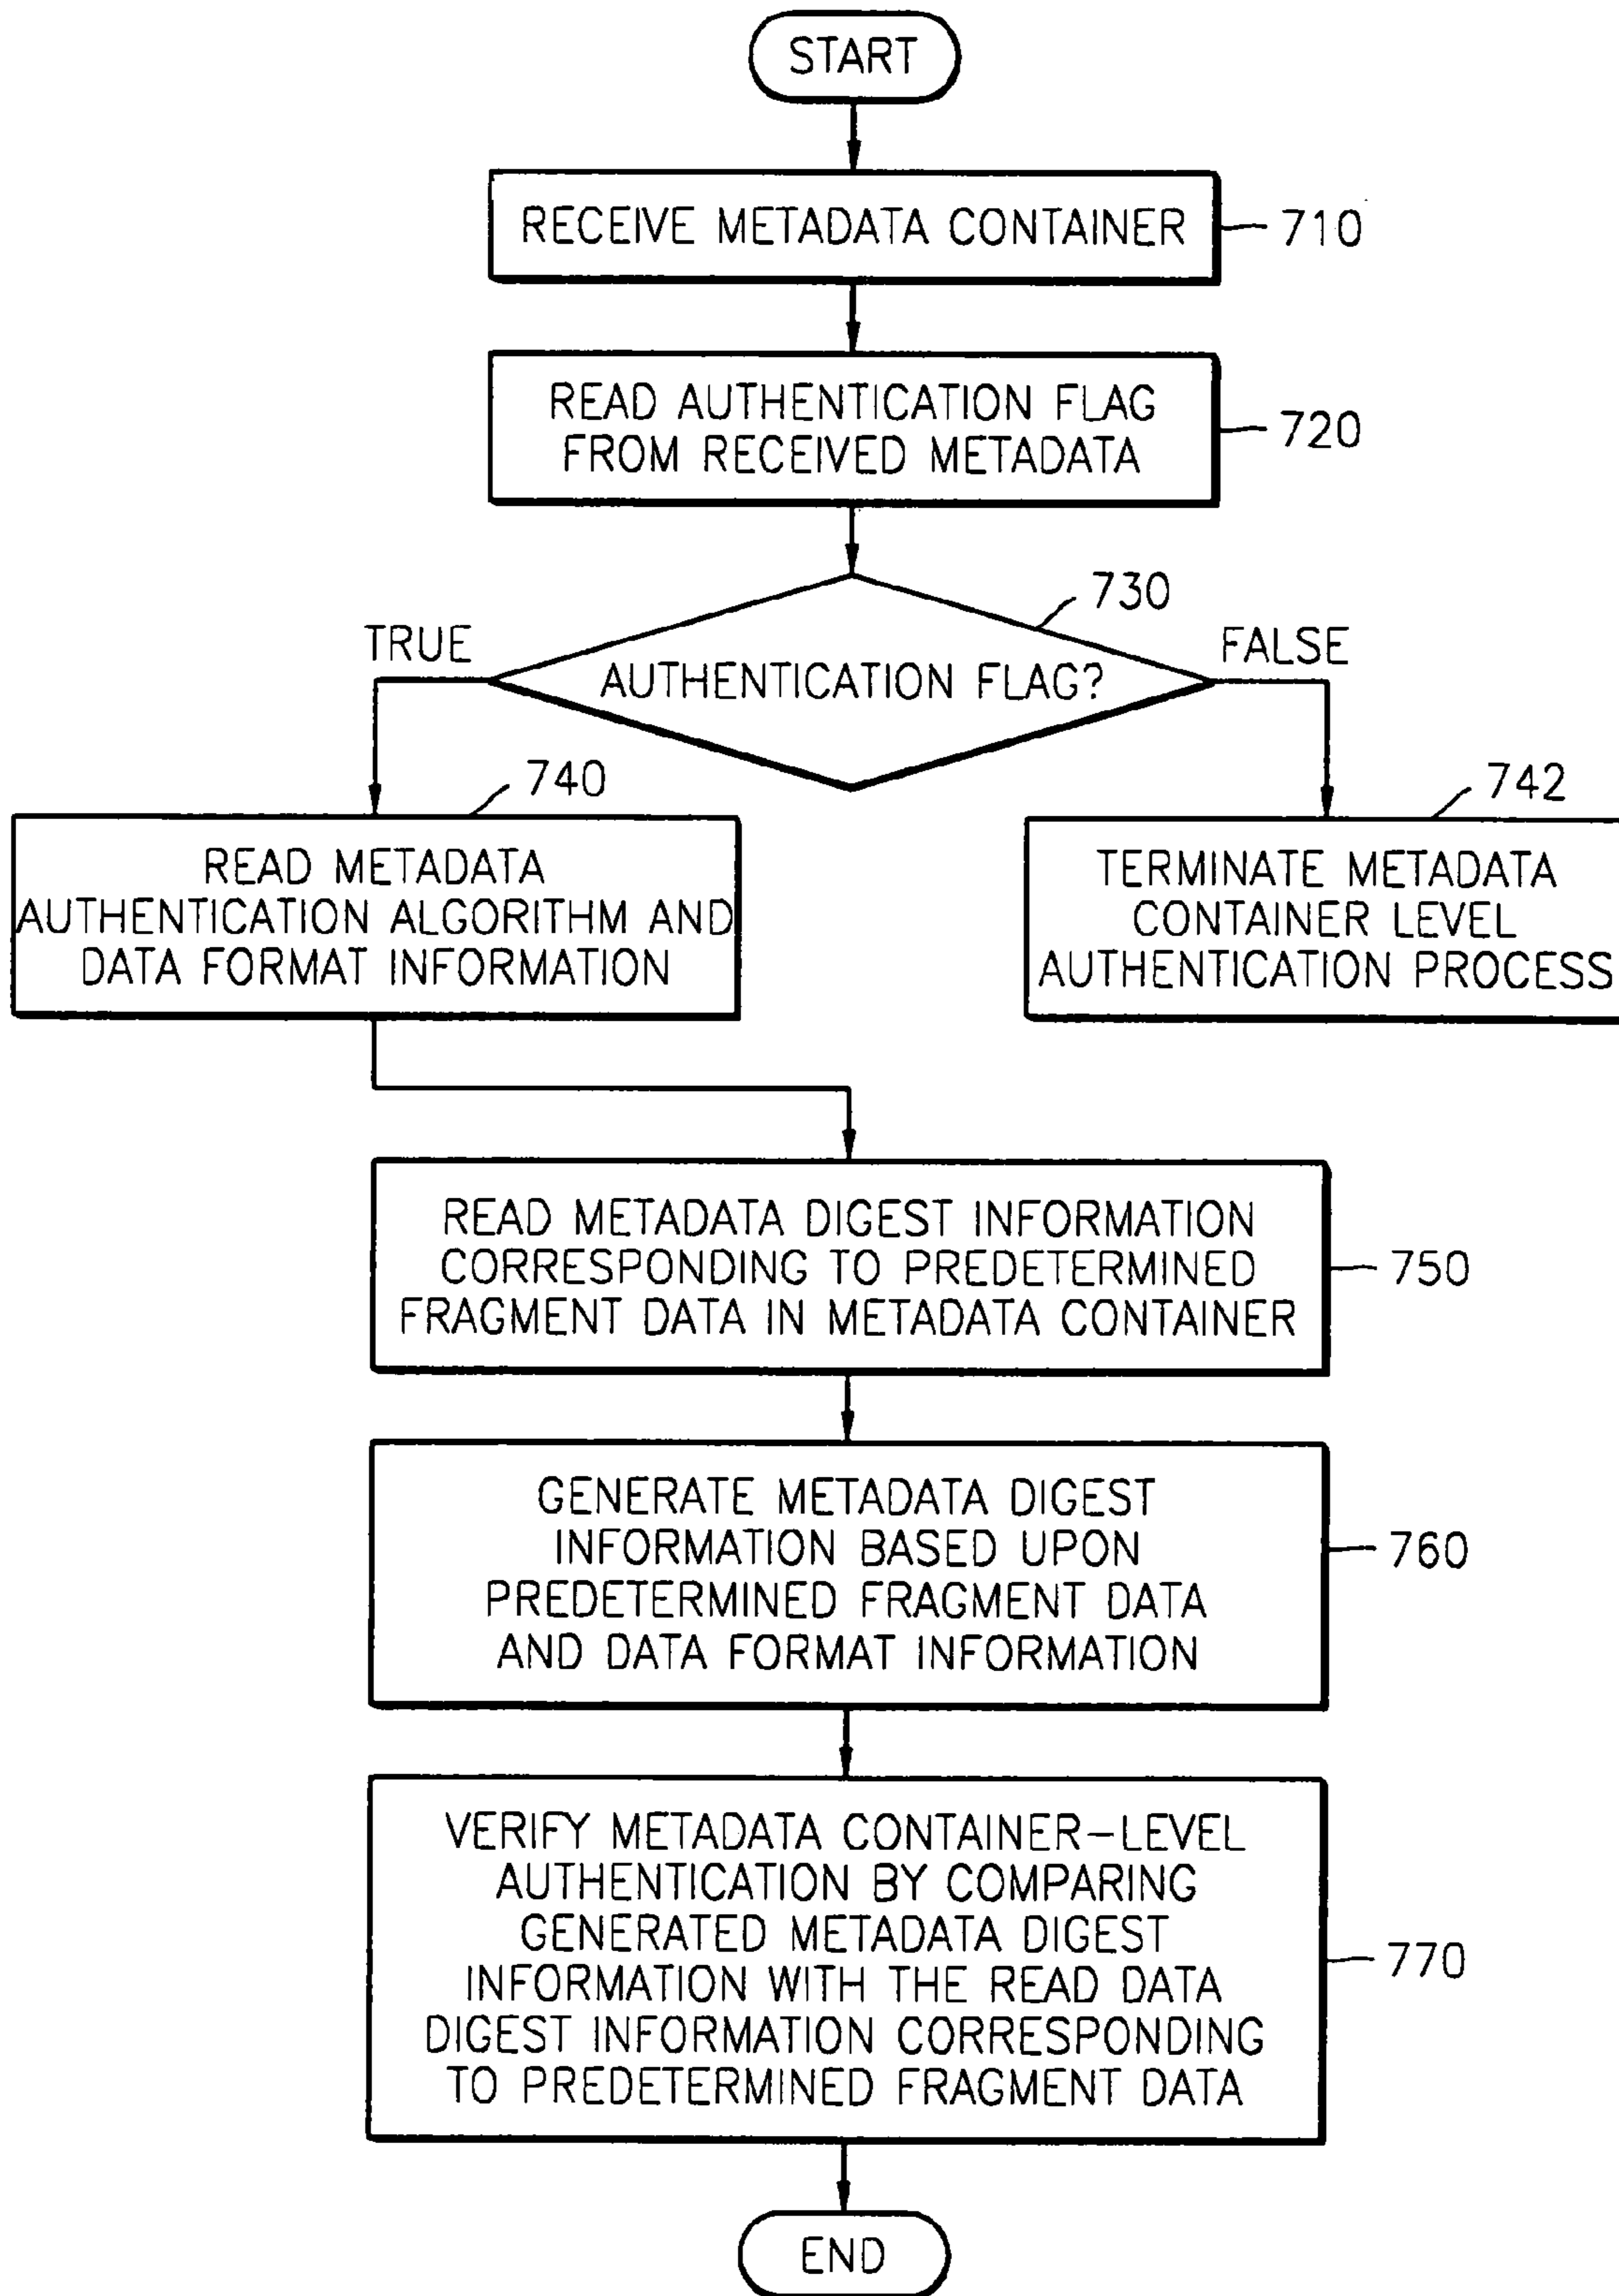 START
RECEIVE METADATA CONTAINER
710
READ AUTHENTICATION FLAG
FROM RECEIVED METADATA
720
730
TRUE
FALSE
AUTHENTICATION FLAG?
740
READ METADATA
AUTHENTICATION ALGORITHM AND
DATA FORMAT INFORMATION
742
TERMINATE METADATA
CONTAINER LEVEL
AUTHENTICATION PROCESS
READ METADATA DIGEST INFORMATION
CORRESPONDING TO PREDETERMINED
FRAGMENT DATA IN METADATA CONTAINER
750
GENERATE METADATA DIGEST
INFORMATION BASED UPON
PREDETERMINED FRAGMENT DATA
AND DATA FORMAT INFORMATION
760
VERIFY METADATA CONTAINER-LEVEL
AUTHENTICATION BY COMPARING
GENERATED METADATA DIGEST
INFORMATION WITH THE READ DATA
DIGEST INFORMATION CORRESPONDING
TO PREDETERMINED FRAGMENT DATA
770
END